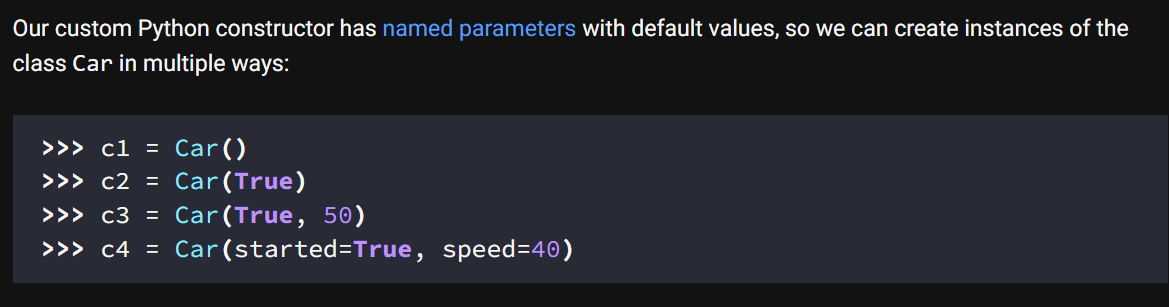 Our custom Python constructor has named parameters with default values, so we can create instances of the
class Car in multiple ways:
>>> c1 = Car()
>>> c2 = Car(True)
>>> c3 = Car(True, 50)
>>> c4 = Car(started=True, speed=40)